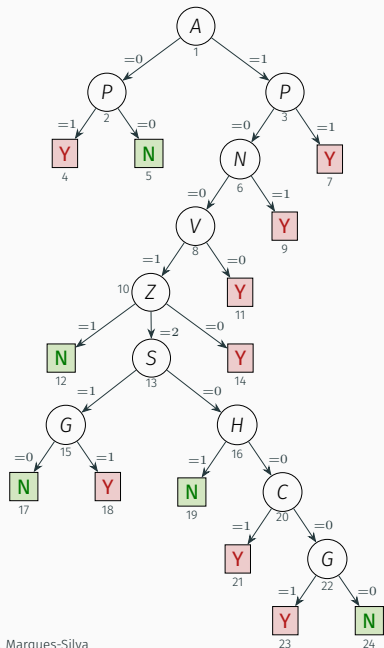 A
1
=0
=1
P
2
P
3
=1
=0
=0
=1
Y
4
N
5
N
6
Y
7
=0
=1
V
8
Y
9
=1
=0
10
Z
Y
11
=1
=2
=0
N
12
S
13
Y
14
=1
=0
G
15
H
16
=0
=1
=1
=0
N
17
Y
18
N
19
C
20
=1
=0
Y
21
G
22
=1
=0
Y
23
N
24
Marques-Silva